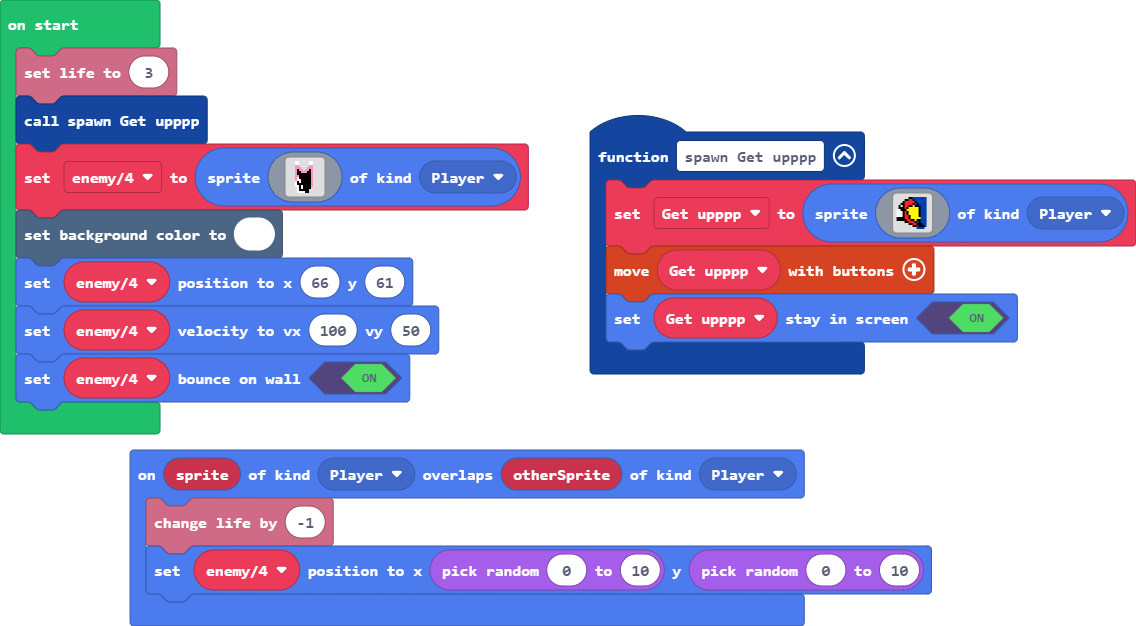 on start
set life to 3
call spawn Get upppp
set enemy/4 to sprite of kind Player
set background color to
set enemy/4 position to x 66 y 61
set enemy/4 velocity to vx 100 vy 50
set enemy/4 bounce on wall ON
function spawn Get upppp
set Get upppp to sprite of kind Player
move Get upppp with buttons
set Get upppp stay in screen ON
on sprite of kind Player overlaps otherSprite of kind Player
change life by -1
set enemy/4 position to x pick random 0 to 10 y pick random 0 to 10